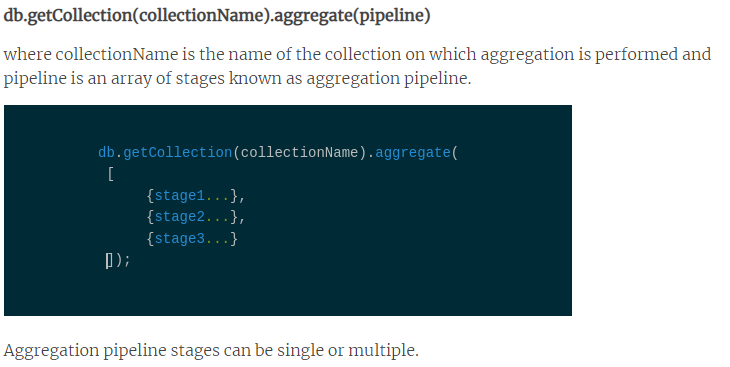 db.getCollection(collectionName).aggregate(pipeline)
where collectionName is the name of the collection on which aggregation is performed and
pipeline is an array of stages known as aggregation pipeline.
db.getCollection(collectionName).aggregate(
[
{stage1...},
{stage2...},
{stage3...}
]);
Aggregation pipeline stages can be single or multiple.